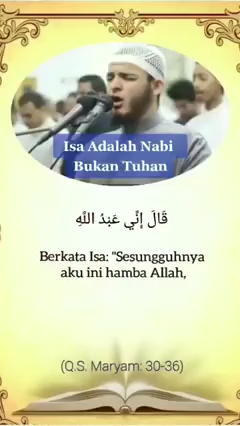 Isa Adalah Nabi
Bukan Tuhan
قَالَ إِنِّي عَبْدُ اللَّهِ
Berkata Isa: "Sesungguhnya
aku ini hamba Allah,
(Q.S. Maryam: 30-36)